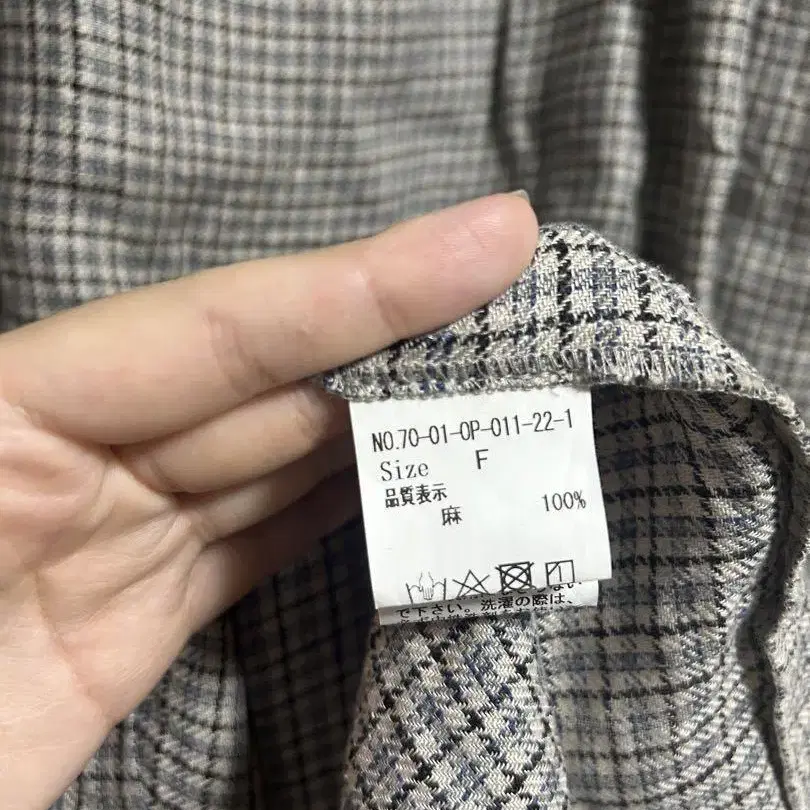 NO.70-01-OP-011-22-1
Size F
品質表示
麻 100%
で下さい。洗濯の際は、